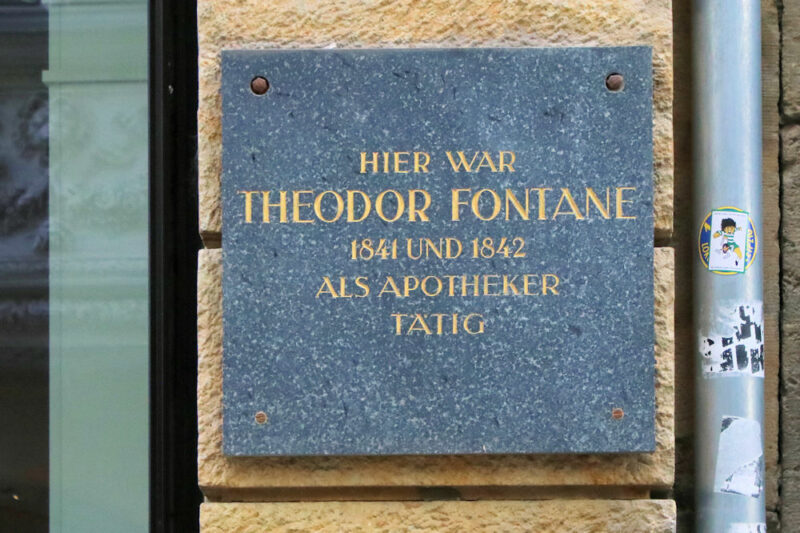 HIER WAR
THEODOR FONTANE
1841 UND 1842
ALS APOTHEKER
TÄTIG